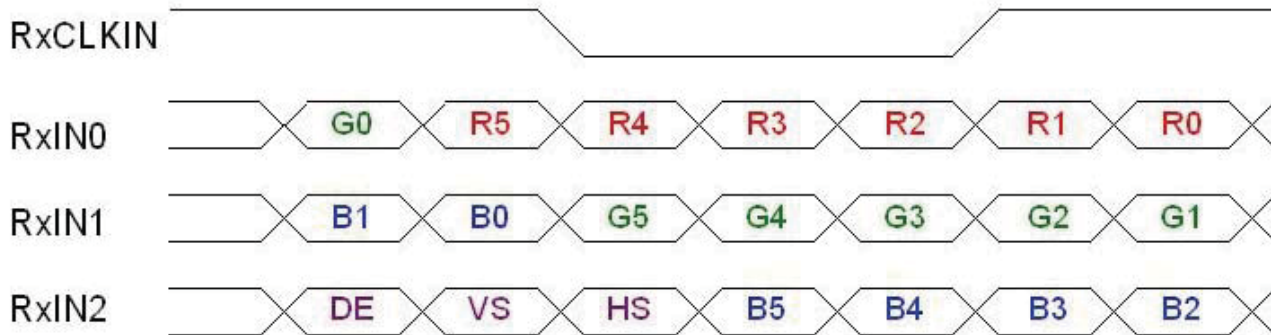 RxCLKIN
RxIN0 G0 R5 R4 R3 R2 R1 R0
RxIN1 B1 B0 G5 G4 G3 G2 G1
RxIN2 DE VS HS B5 B4 B3 B2